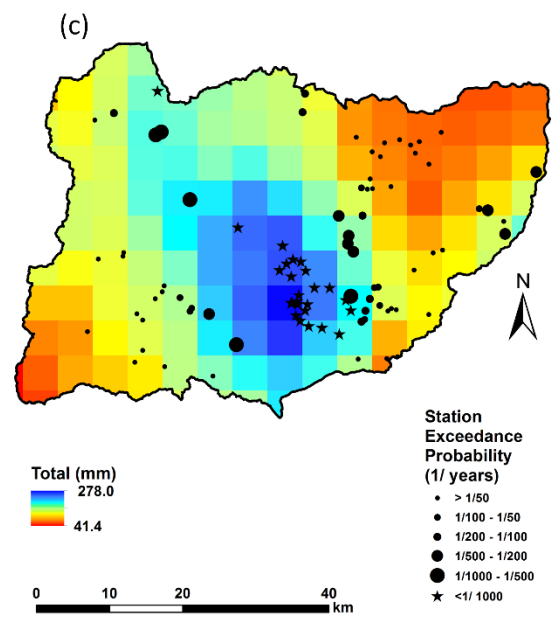 (c)
N
Station
Exceedance
Probability
(1/ years)
> 1/50
1/100 - 1/50
1/200 - 1/100
1/500 - 1/200
1/1000 - 1/500
<1/ 1000
Total (mm)
278.0
41.4
0 10 20 40
km